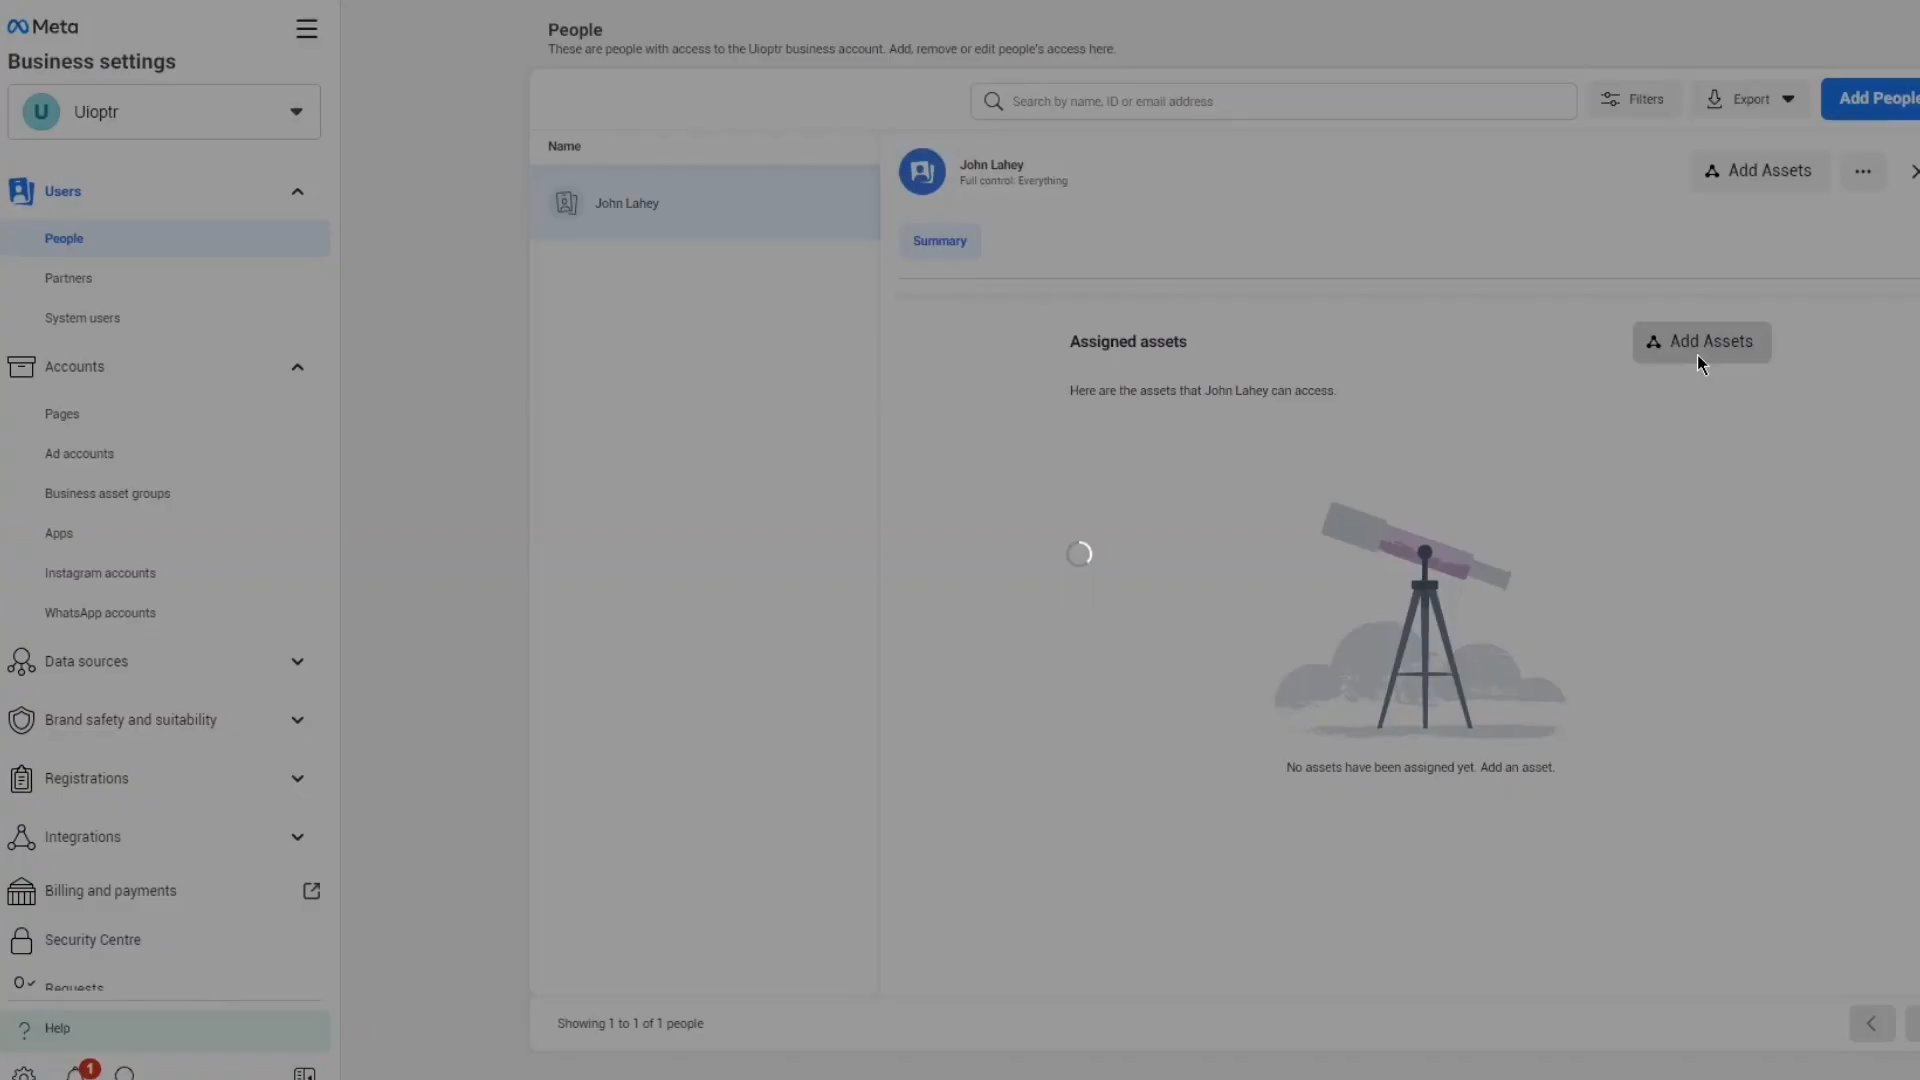 Meta
Business settings
U
Uioptr
Users
People
Partners
System users
Accounts
Pages
Ad accounts
Business asset groups
Apps
Instagram accounts
WhatsApp accounts
Data sources
Brand safety and suitability
Registrations
Integrations
Billing and payments
Security Centre
Requests
? Help
1
People
These are people with access to the Uioptr business account. Add, remove or edit people's access here.
Search by name, ID or email address
Filters
Export
Add People
Name
John Lahey
John Lahey
Full control: Everything
Add Assets
Summary
Assigned assets
Add Assets
Here are the assets that John Lahey can access.
No assets have been assigned yet. Add an asset.
Showing 1 to 1 of 1 people